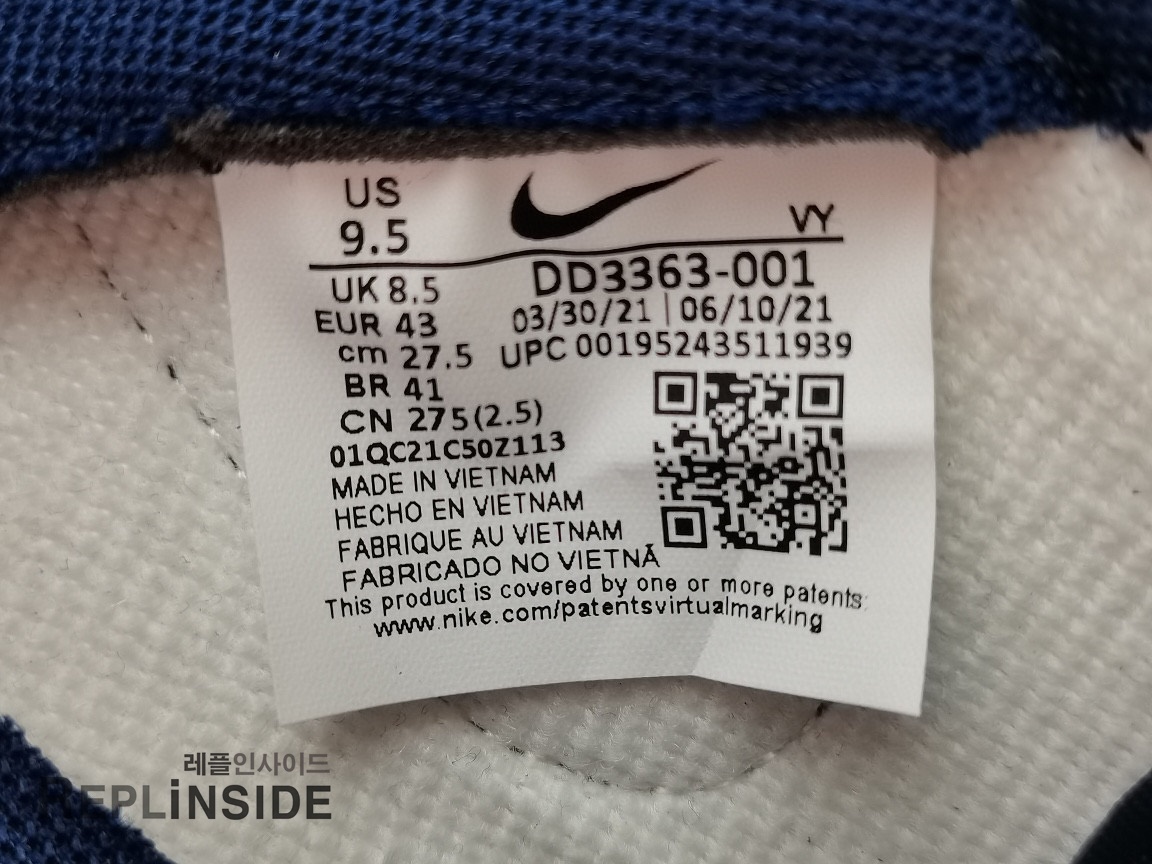 US
9.5
VY
UK 8.5
EUR 43
cm 27.5
BR 41
CN 275(2.5)
DD3363-001
03/30/21 | 06/10/21
UPC 00195243511939
01QC21C50Z113
MADE IN VIETNAM
HECHO EN VIETNAM
FABRIQUE AU VIETNAM
FABRICADO NO VIETNÃ
This product is covered by one or more patents:
www.nike.com/patentsvirtualmarking
레플인사이드
REPLiNSIDE